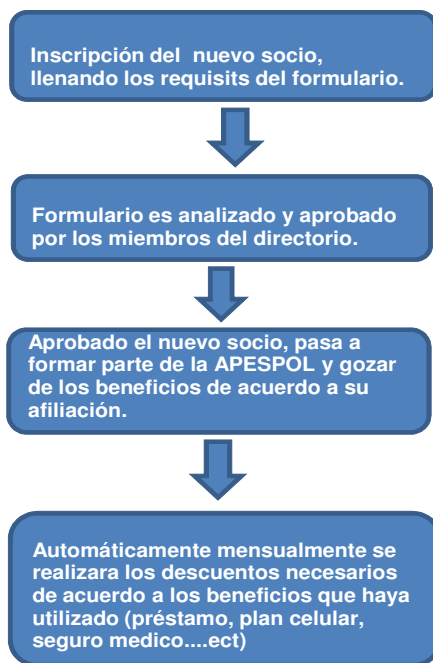 Inscripción del  nuevo socio,
llenando los requisits del formulario.
Formulario es analizado y aprobado
por los miembros del directorio.
Aprobado el nuevo socio, pasa a
formar parte de la APESPOL y gozar
de los beneficios de acuerdo a su
afiliación.
Automáticamente mensualmente se
realizara los descuentos necesarios
de acuerdo a los beneficios que haya
utilizado (préstamo, plan celular,
seguro medico....ect)